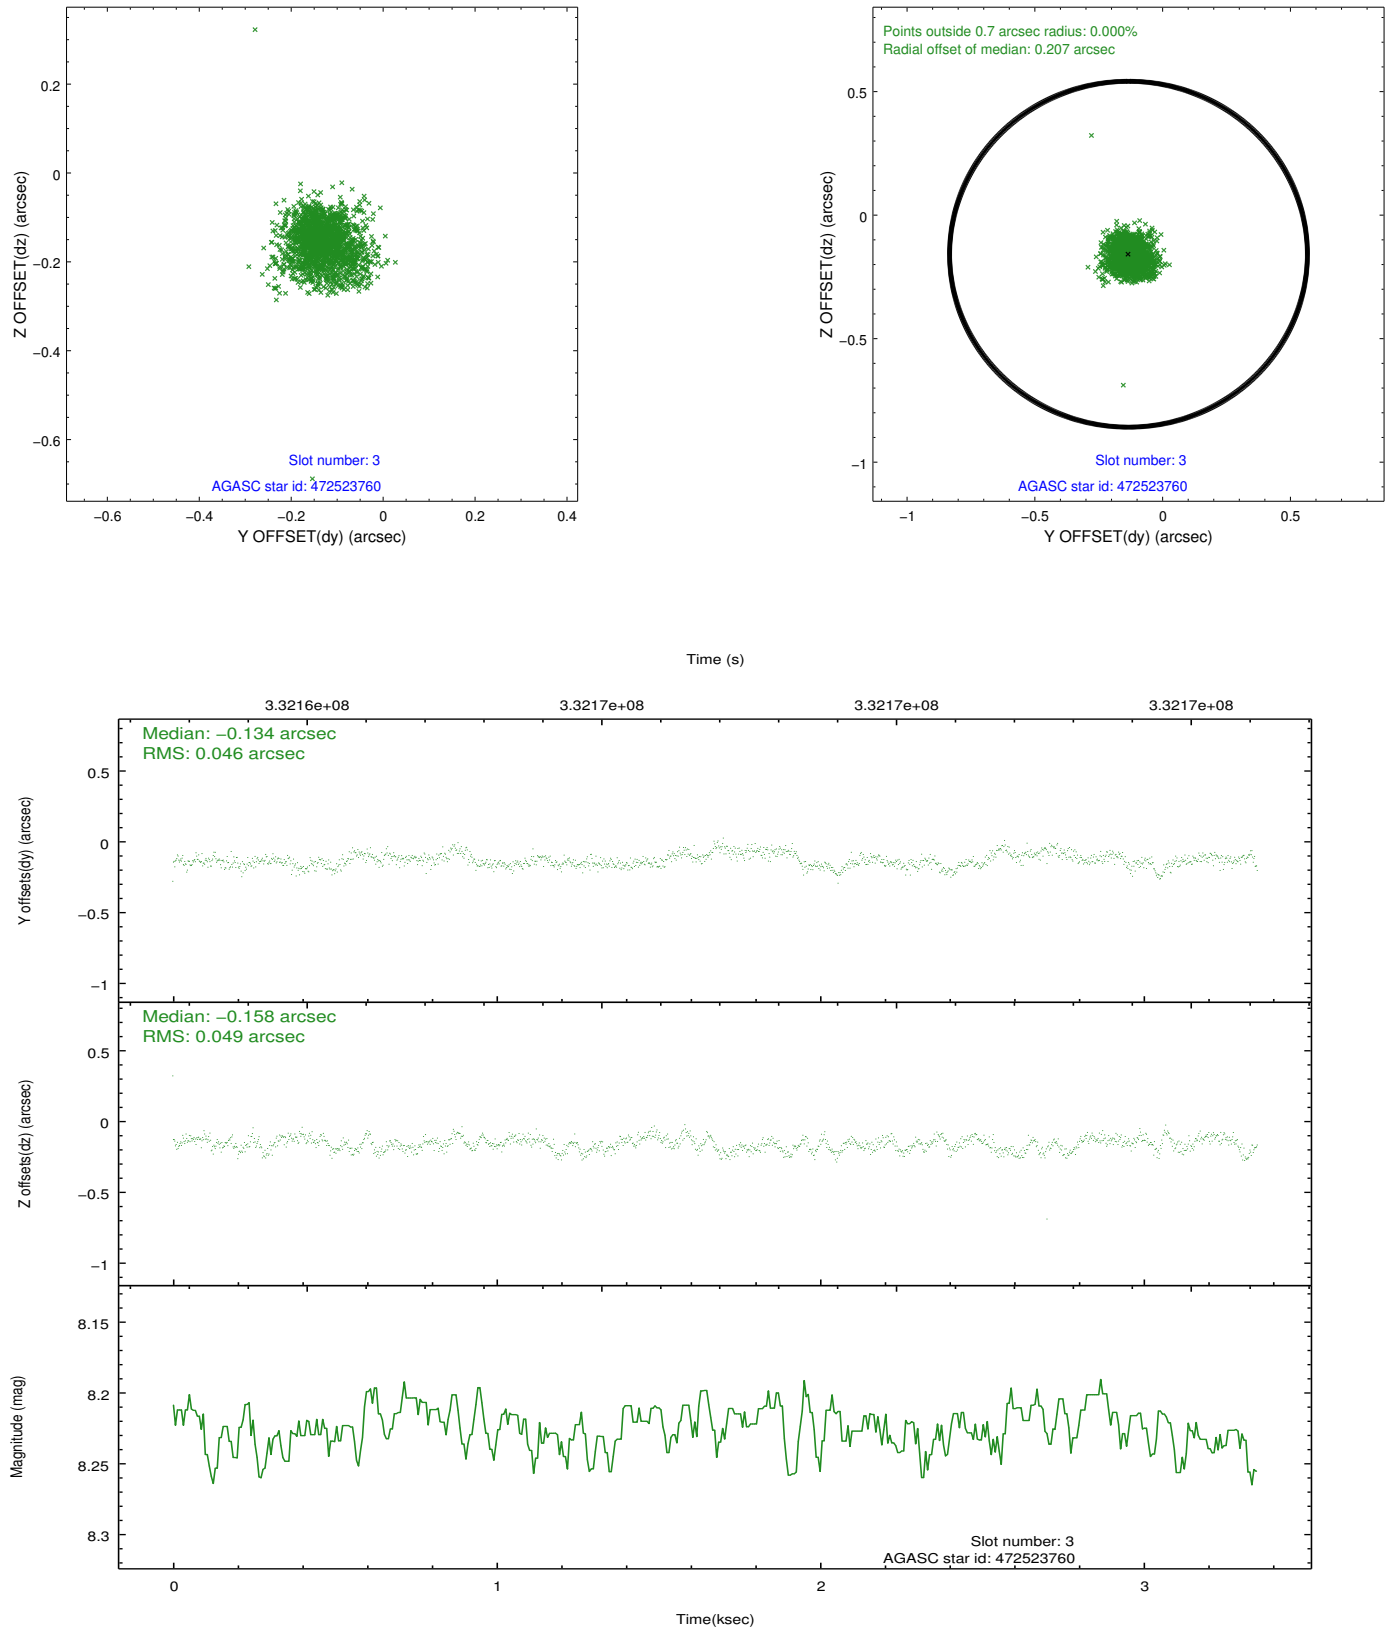 0.2
0
−0.2
−0.4
−0.6
Z OFFSET(dz) (arcsec)
Slot number: 3
AGASC star id: 472523760
−0.6
−0.4
−0.2
0
0.2
0.4
Y OFFSET(dy) (arcsec)
Points outside 0.7 arcsec radius: 0.000%
Radial offset of median: 0.207 arcsec
0.5
0
−0.5
−1
Z OFFSET(dz) (arcsec)
Slot number: 3
AGASC star id: 472523760
−1
−0.5
0
0.5
Y OFFSET(dy) (arcsec)
Time (s)
3.3216e+08
3.3217e+08
3.3217e+08
3.3217e+08
Median: −0.134 arcsec
RMS: 0.046 arcsec
0.5
0
−0.5
−1
Y offsets(dy) (arcsec)
Median: −0.158 arcsec
RMS: 0.049 arcsec
0.5
0
−0.5
−1
Z offsets(dz) (arcsec)
8.15
8.2
8.25
8.3
Magnitude (mag)
Slot number: 3
AGASC star id: 472523760
0
1
2
3
Time(ksec)